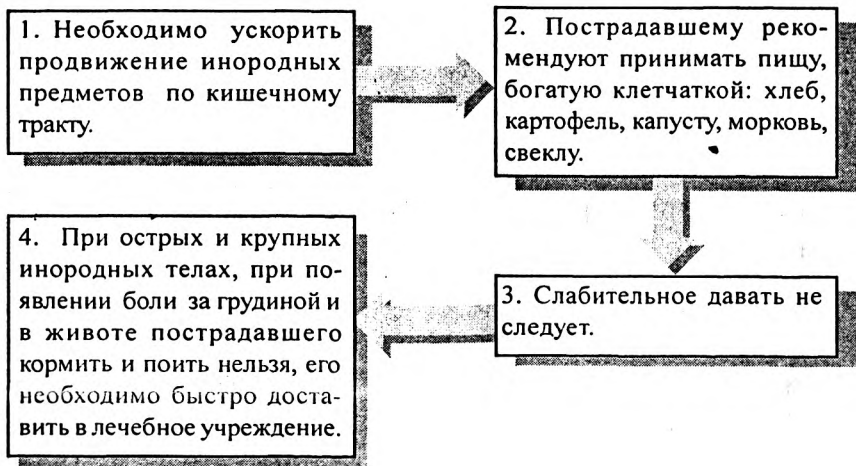 1. Необходимо ускорить
продвижение инородных
предметов по кишечному
тракту.
2. Пострадавшему реко-
мендуют принимать пищу,
богатую клетчаткой: хлеб,
картофель, капусту, морковь,
свеклу.
3. Слабительное давать не
следует.
4. При острых и крупных
инородных телах, при по-
явлении боли за грудиной и
в животе пострадавшего
кормить и поить нельзя, его
необходимо быстро доста-
вить в лечебное учреждение.